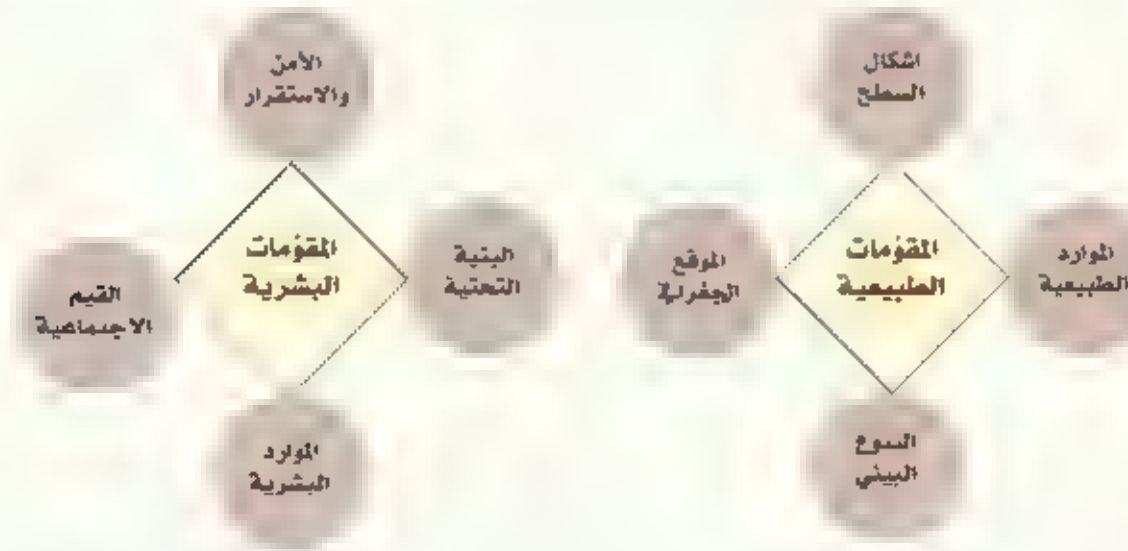 اشكال
السطح
الموارد
الطبيعية
المقومات
الطبيعية
الموقع
الجغرافي
التنوع
البيئي
الأمن
والاستقرار
البنية
التحتية
المقومات
البشرية
القيم
الاجتماعية
الموارد
البشرية